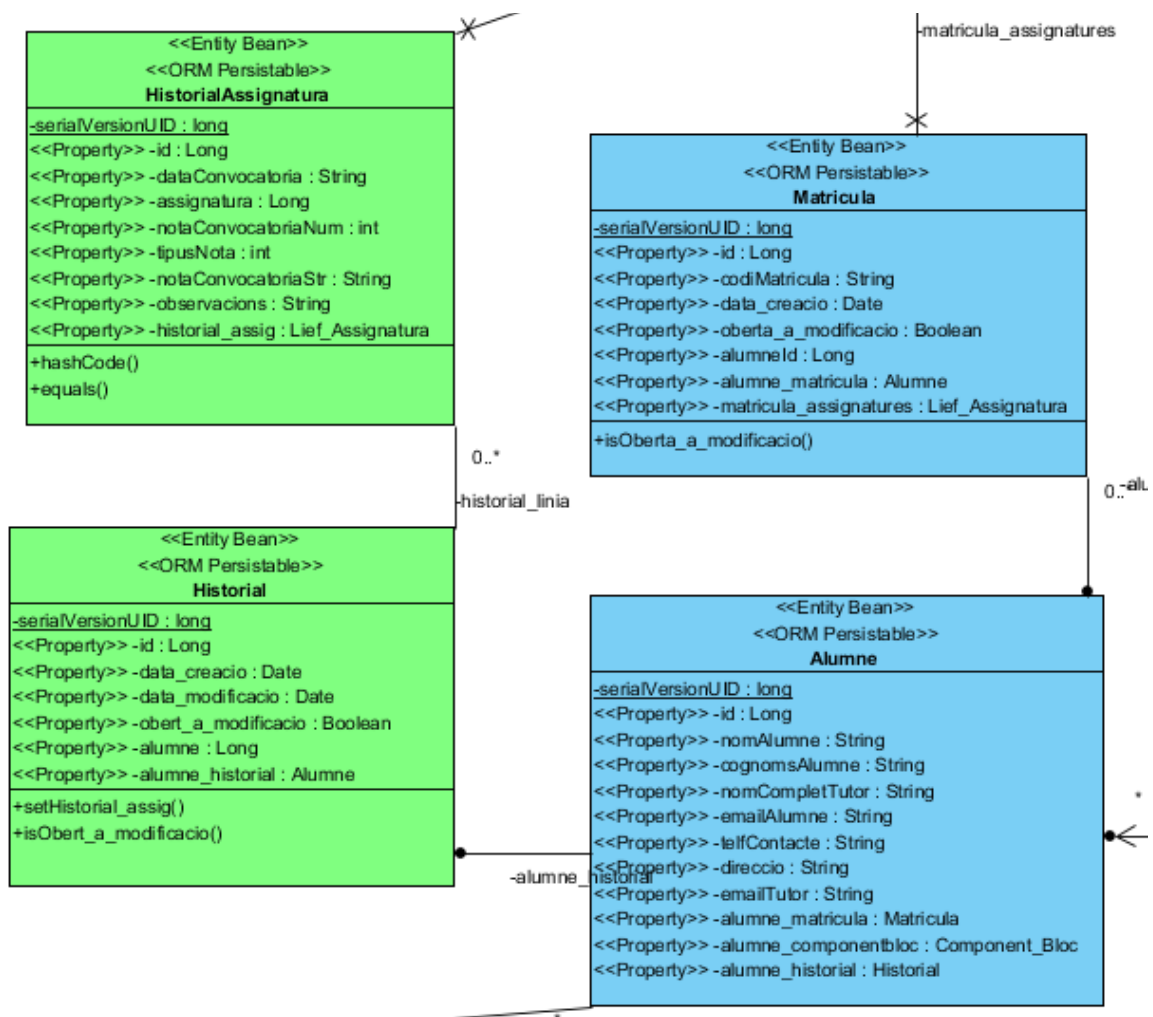 <<Entity Bean>>
<<ORM Persistable>>
HistorialAssignatura
-serialVersionUID : long
<<Property>> -id : Long
<<Property>> -dataConvocatoria : String
<<Property>> -assignatura : Long
<<Property>> -notaConvocatoriaNum : int
<<Property>> -tipusNota : int
<<Property>> -notaConvocatoriaStr : String
<<Property>> -observacions : String
<<Property>> -historial_assig : Lief_Assignatura
+hashCode()
+equals()
0..*
-historial_linia
<<Entity Bean>>
<<ORM Persistable>>
Historial
-serialVersionUID : long
<<Property>> -id : Long
<<Property>> -data_creacio : Date
<<Property>> -data_modificacio : Date
<<Property>> -obert_a_modificacio : Boolean
<<Property>> -alumne : Long
<<Property>> -alumne_historial : Alumne
+setHistorial_assig()
+isObert_a_modificacio()
-alumne_historial
-matricula_assignatures
<<Entity Bean>>
<<ORM Persistable>>
Matricula
-serialVersionUID : long
<<Property>> -id : Long
<<Property>> -codiMatricula : String
<<Property>> -data_creacio : Date
<<Property>> -oberta_a_modificacio : Boolean
<<Property>> -alumneId : Long
<<Property>> -alumne_matricula : Alumne
<<Property>> -matricula_assignatures : Lief_Assignatura
+isOberta_a_modificacio()
0..
<<Entity Bean>>
<<ORM Persistable>>
Alumne
-serialVersionUID : long
<<Property>> -id : Long
<<Property>> -nomAlumne : String
<<Property>> -cognomsAlumne : String
<<Property>> -nomCompletTutor : String
<<Property>> -emailAlumne : String
<<Property>> -telfContacte : String
<<Property>> -direccio : String
<<Property>> -emailTutor : String
<<Property>> -alumne_matricula : Matricula
<<Property>> -alumne_componentbloc : Component_Bloc
<<Property>> -alumne_historial : Historial
*
*